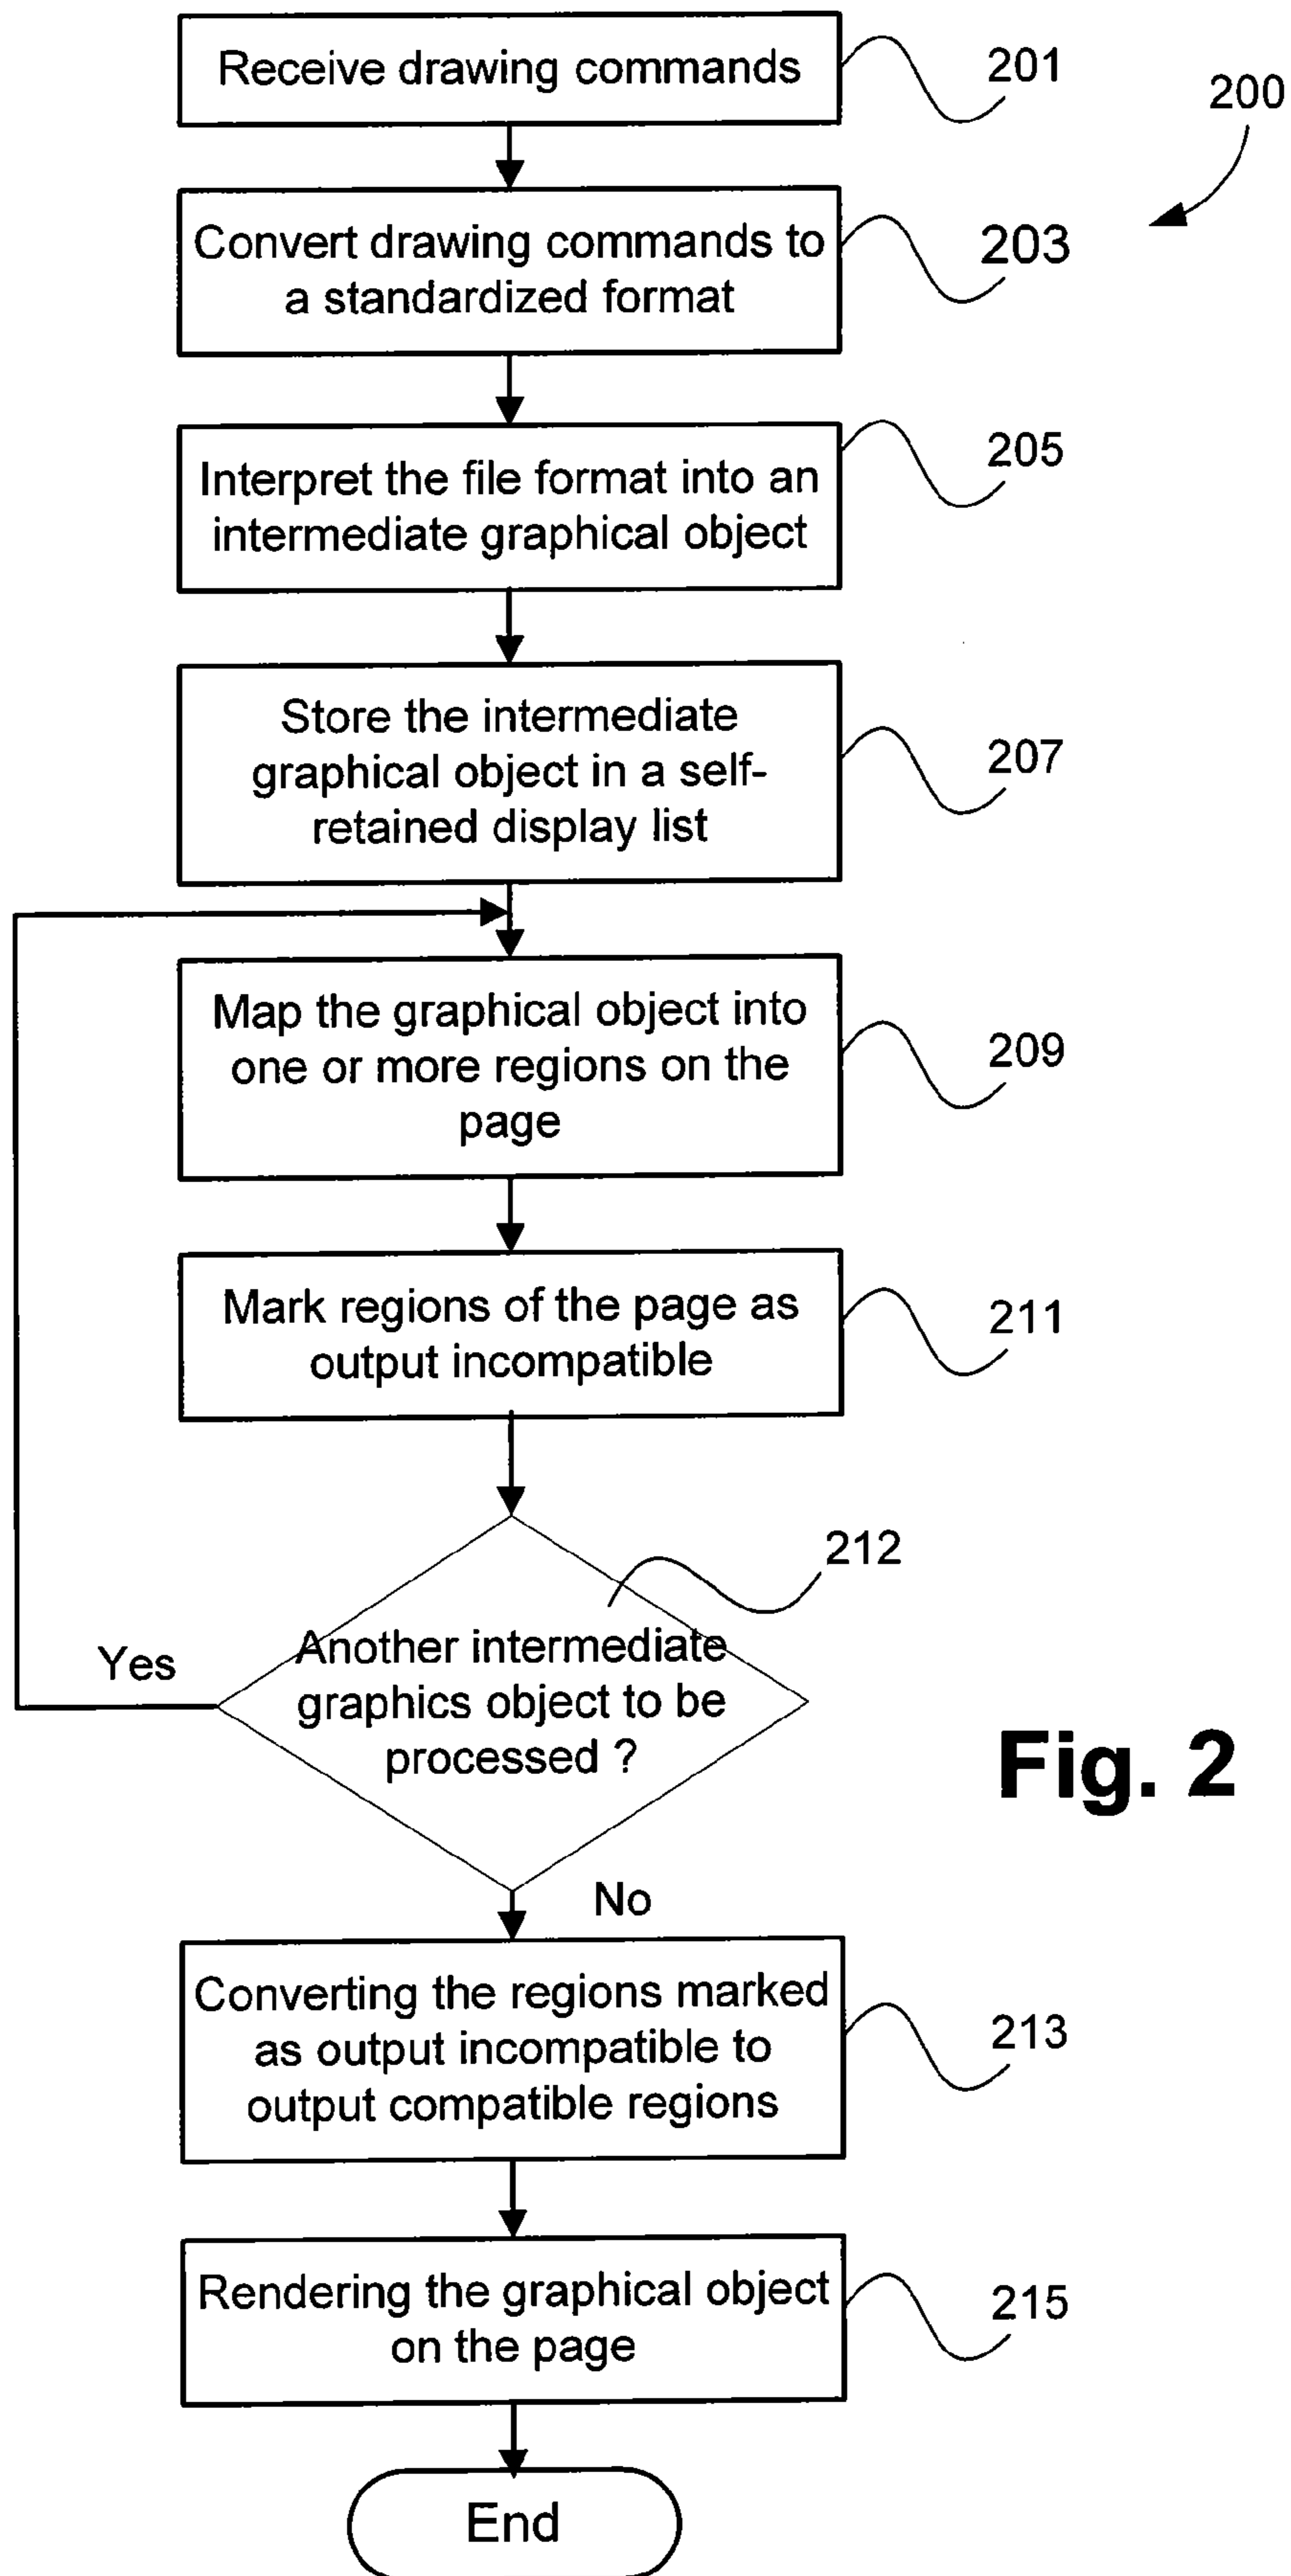 Receive drawing commands
201
200
Convert drawing commands to
a standardized format
203
Interpret the file format into an
intermediate graphical object
205
Store the intermediate
graphical object in a self-
retained display list
207
Map the graphical object into
one or more regions on the
page
209
Mark regions of the page as
output incompatible
211
212
Another intermediate
graphics object to be
processed ?
Yes
Fig. 2
No
Converting the regions marked
as output incompatible to
output compatible regions
213
Rendering the graphical object
on the page
215
End